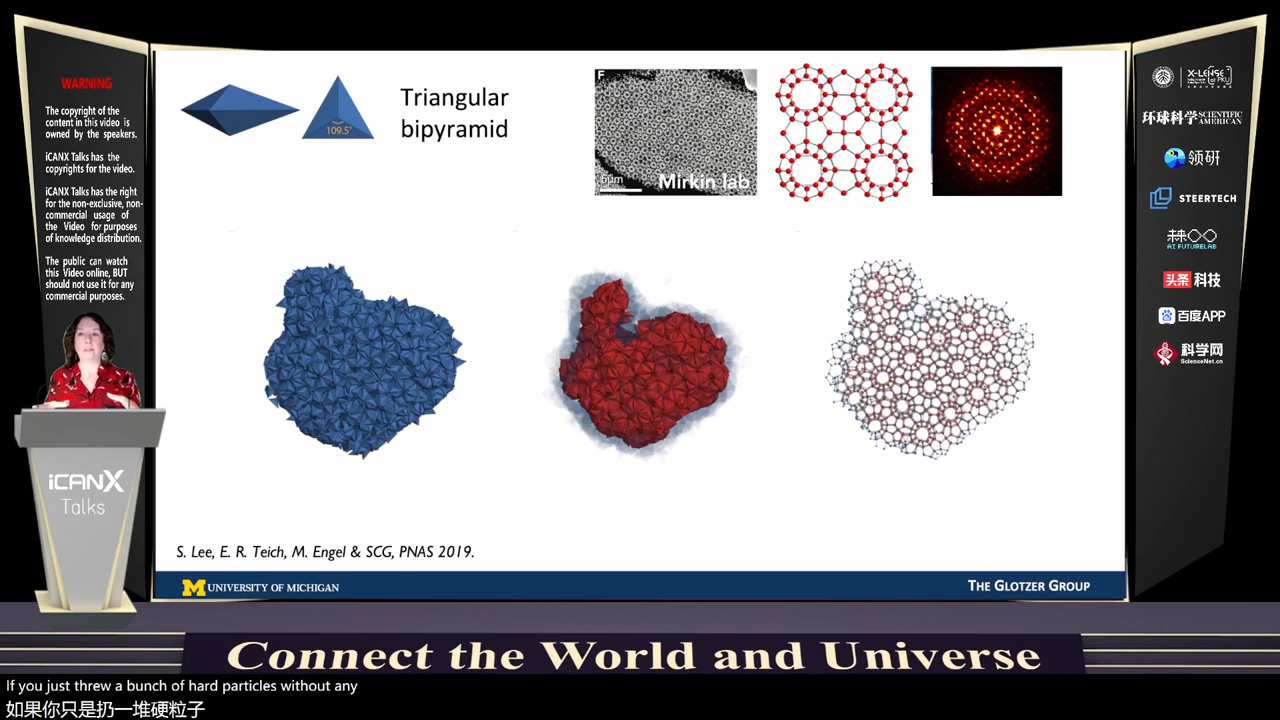 WARNING
The copyright of the
content in this video is
owned by the speakers.
iCANX Talks has the
copyrights for the video.
iCANX Talks has the right
for the non-exclusive, non-
commercial usage of
the Video for purposes
of knowledge distribution.
The public can watch
this Video online, BUT
should not use it for any
commercial purposes.
iCANX
Talks
109.5°
Triangular
bipyramid
F
5μm
Mirkin lab
S. Lee, E. R. Teich, M. Engel & SCG, PNAS 2019.
M UNIVERSITY OF MICHIGAN
THE GLOTZER GROUP
X-LENSE
环球科学 SCIENTIFIC AMERICAN
领研
STEERTECH
AI FUTURELAB
头条 科技
百度APP
科学网
ScienceNet.cn
Connect the World and Universe
If you just threw a bunch of hard particles without any
如果你只是扔一堆硬粒子